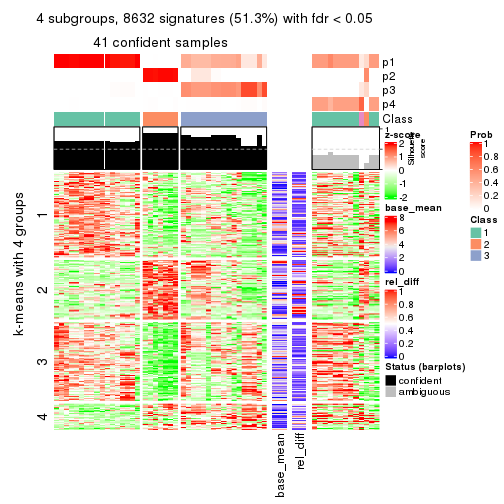 4 subgroups, 8632 signatures (51.3%) with fdr < 0.05
41 confident samples
p1
p2
p3
p4
Class
1
Silhouette
score
k-means with 4 groups
1
2
3
4
base_mean
rel_diff
z-score
2
1
0
-1
-2
base_mean
8
6
4
2
0
rel_diff
1
0.8
0.6
0.4
0.2
0
Status (barplots)
confident
ambiguous
Prob
1
0.8
0.6
0.4
0.2
0
Class
1
2
3